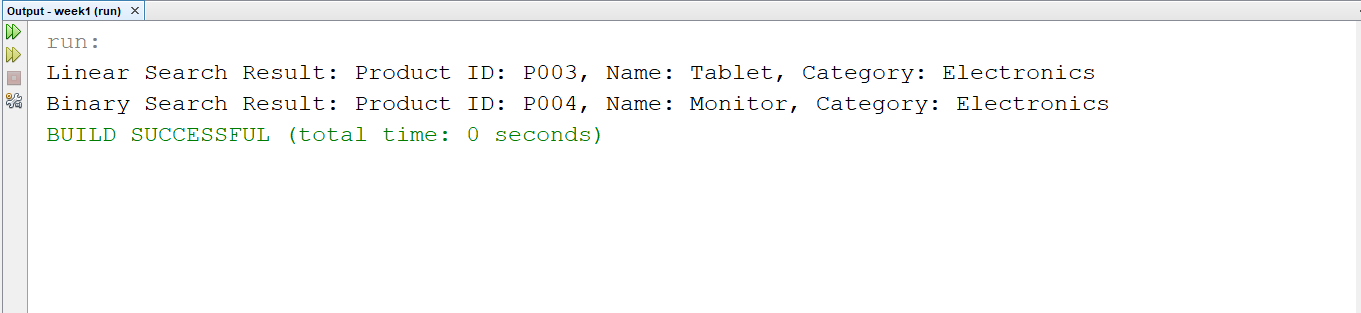 Output - week1 (run) ×
run:
Linear Search Result: Product ID: P003, Name: Tablet, Category: Electronics
Binary Search Result: Product ID: P004, Name: Monitor, Category: Electronics
BUILD SUCCESSFUL (total time: 0 seconds)